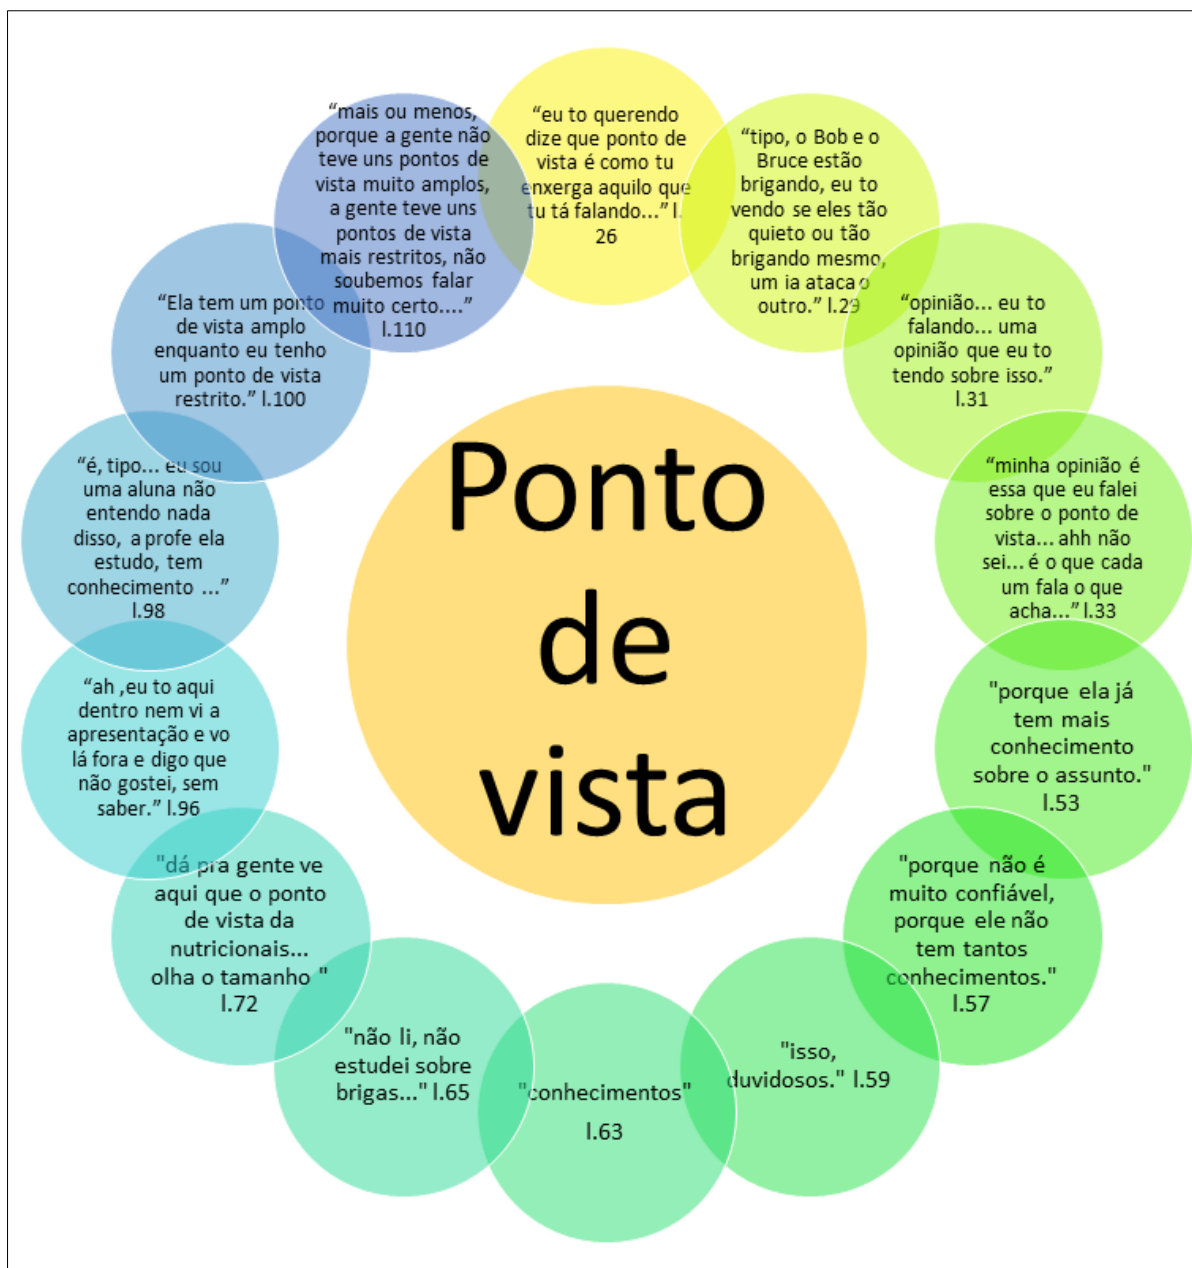 Ponto
de
vista
“eu to querendo
dize que ponto de
vista é como tu
enxerga aquilo que
tu tá falando...” l.
26
“tipo, o Bob e o
Bruce estão
brigando, eu to
vendo se eles tão
quieto ou tão
brigando mesmo,
um ia ataca o
outro.” l.29
“opinião... eu to
falando... uma
opinião que eu to
tendo sobre isso.”
l.31
“minha opinião é
essa que eu falei
sobre o ponto de
vista... ahh não
sei... é o que cada
um fala o que
acha...” l.33
"porque ela já
tem mais
conhecimento
sobre o assunto."
l.53
"porque não é
muito confiável,
porque ele não
tem tantos
conhecimentos."
l.57
"isso,
duvidosos." l.59
"conhecimentos"
l.63
"não li, não
estudei sobre
brigas..." l.65
"dá pra gente ve
aqui que o ponto
de vista da
nutricionais...
olha o tamanho "
l.72
“ah ,eu to aqui
dentro nem vi a
apresentação e vo
lá fora e digo que
não gostei, sem
saber.” l.96
“é, tipo... eu sou
uma aluna não
entendo nada
disso, a profe ela
estudo, tem
conhecimento ...”
l.98
“Ela tem um ponto
de vista amplo
enquanto eu tenho
um ponto de vista
restrito.” l.100
“mais ou menos,
porque a gente não
teve uns pontos de
vista muito amplos,
a gente teve uns
pontos de vista
mais restritos, não
soubemos falar
muito certo....”
l.110